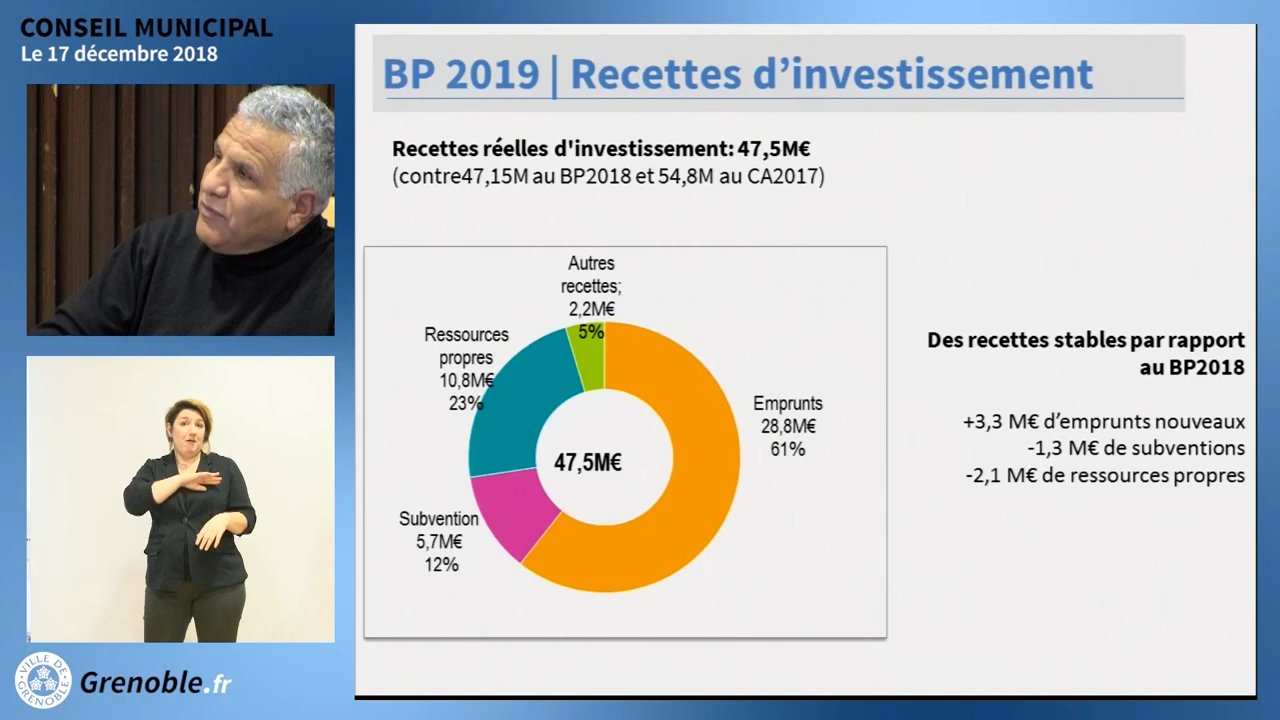 CONSEIL MUNICIPAL
Le 17 décembre 2018
BP 2019 | Recettes d’investissement
Recettes réelles d'investissement: 47,5M€
(contre47,15M au BP2018 et 54,8M au CA2017)
Autres
recettes;
2,2M€
5%
Ressources
propres
10,8M€
23%
Emprunts
28,8M€
61%
47,5M€
Subvention
5,7M€
12%
Des recettes stables par rapport
au BP2018
+3,3 M€ d’emprunts nouveaux
-1,3 M€ de subventions
-2,1 M€ de ressources propres
VILLE DE
GRENOBLE
Grenoble.fr